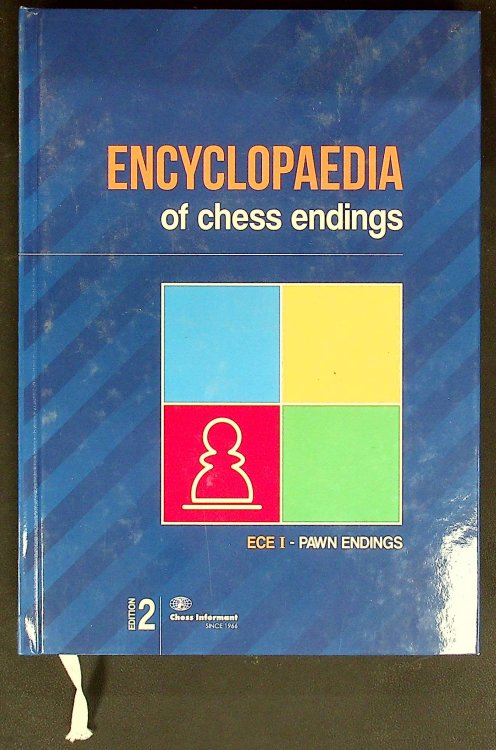 ENCYCLOPAEDIA
of chess endings
ECE I - PAWN ENDINGS
EDITION 2
Chess Informant
SINCE 1966